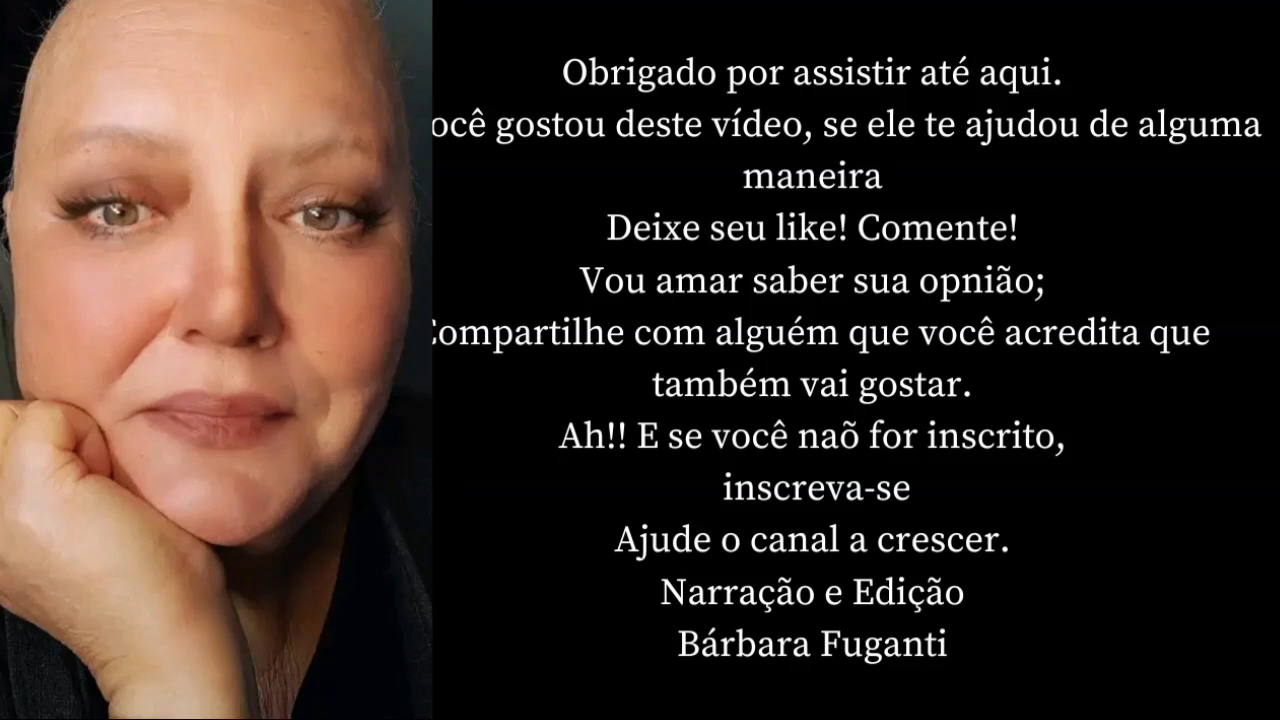 Obrigado por assistir até aqui.
ocê gostou deste vídeo, se ele te ajudou de alguma
maneira
Deixe seu like! Comente!
Vou amar saber sua opnião;
Compartilhe com alguém que você acredita que
também vai gostar.
Ah!! E se você naõ for inscrito,
inscreva-se
Ajude o canal a crescer.
Narração e Edição
Bárbara Fuganti